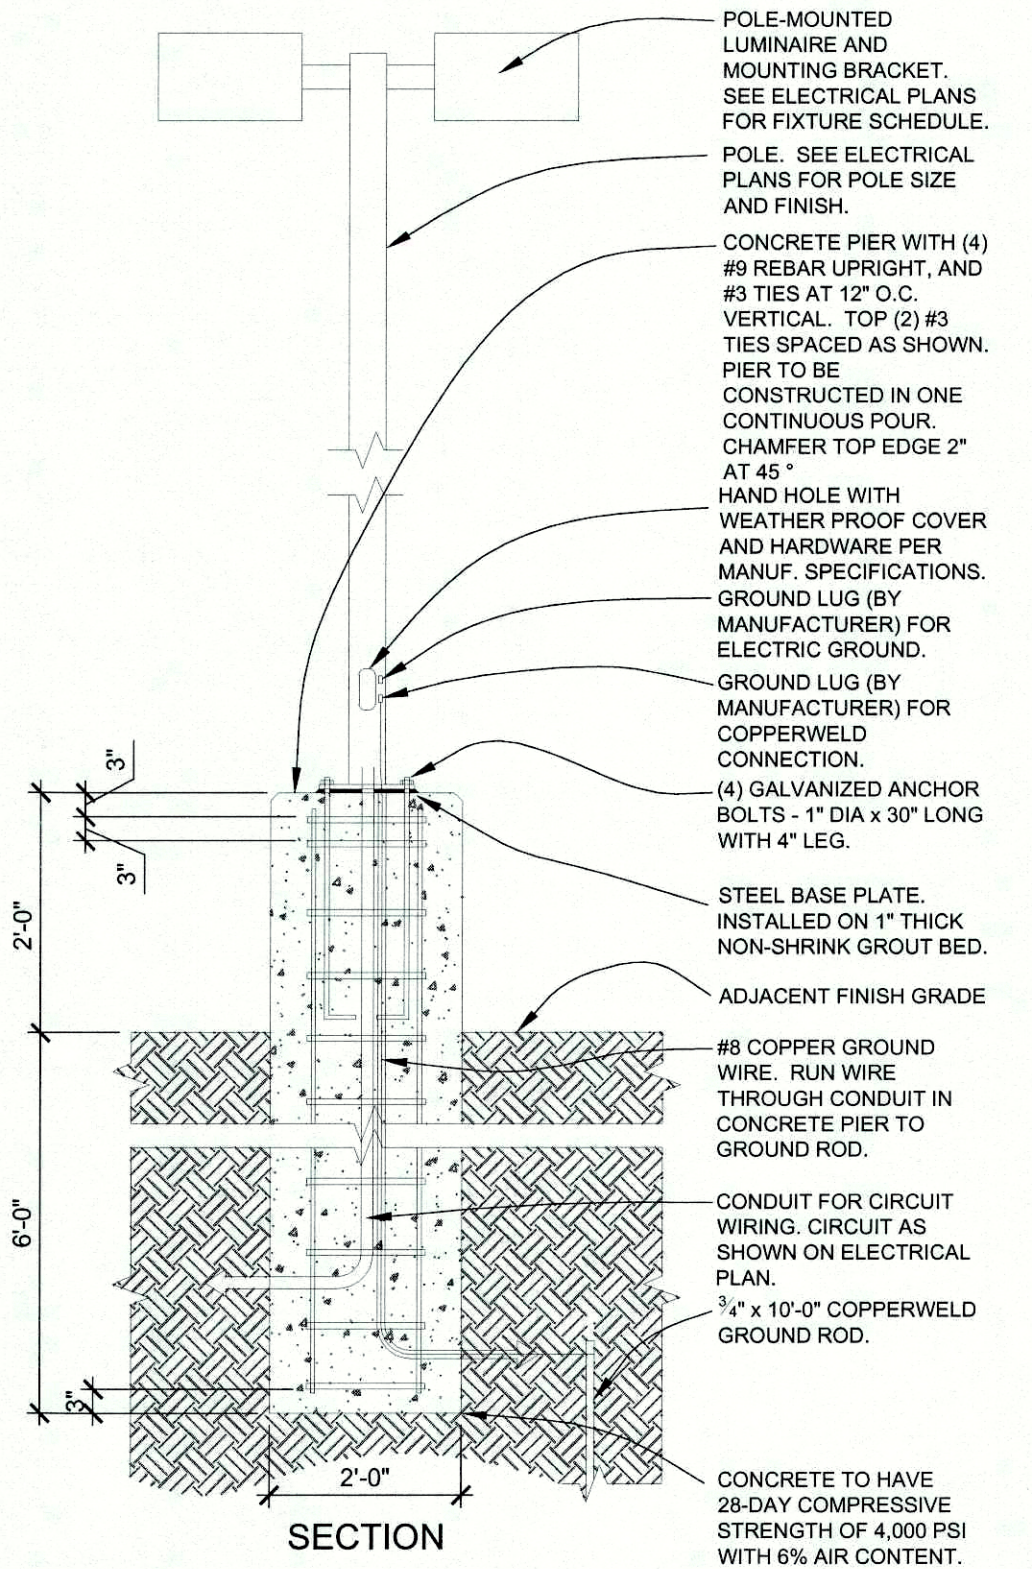 POLE-MOUNTED
LUMINAIRE AND
MOUNTING BRACKET.
SEE ELECTRICAL PLANS
FOR FIXTURE SCHEDULE.
POLE. SEE ELECTRICAL
PLANS FOR POLE SIZE
AND FINISH.
CONCRETE PIER WITH (4)
#9 REBAR UPRIGHT, AND
#3 TIES AT 12" O.C.
VERTICAL. TOP (2) #3
TIES SPACED AS SHOWN.
PIER TO BE
CONSTRUCTED IN ONE
CONTINUOUS POUR.
CHAMFER TOP EDGE 2"
AT 45 °
HAND HOLE WITH
WEATHER PROOF COVER
AND HARDWARE PER
MANUF. SPECIFICATIONS.
GROUND LUG (BY
MANUFACTURER) FOR
ELECTRIC GROUND.
GROUND LUG (BY
MANUFACTURER) FOR
COPPERWELD
CONNECTION.
(4) GALVANIZED ANCHOR
BOLTS - 1" DIA x 30" LONG
WITH 4" LEG.
STEEL BASE PLATE.
INSTALLED ON 1" THICK
NON-SHRINK GROUT BED.
ADJACENT FINISH GRADE
#8 COPPER GROUND
WIRE. RUN WIRE
THROUGH CONDUIT IN
CONCRETE PIER TO
GROUND ROD.
CONDUIT FOR CIRCUIT
WIRING. CIRCUIT AS
SHOWN ON ELECTRICAL
PLAN.
¾" x 10'-0" COPPERWELD
GROUND ROD.
CONCRETE TO HAVE
28-DAY COMPRESSIVE
STRENGTH OF 4,000 PSI
WITH 6% AIR CONTENT.
3"
3"
2'-0"
6'-0"
3"
2'-0"
SECTION